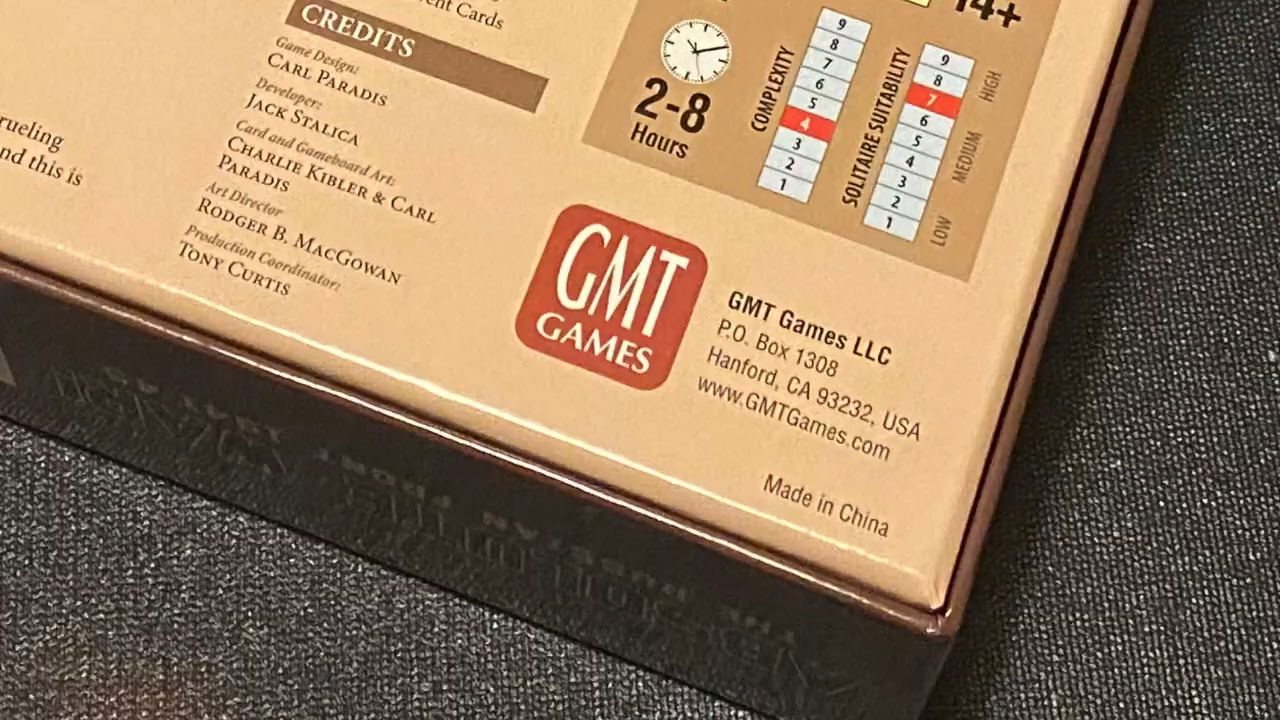 ent Cards
CREDITS
Game Design:
CARL PARADIS
Developer:
JACK STALICA
Card and Gameboard Art:
CHARLIE KIBLER & CARL
PARADIS
Art Director
RODGER B. MACGOWAN
Production Coordinator:
TONY CURTIS
rueling
nd this is
14+
2-8
Hours
COMPLEXITY
9
8
7
6
5
4
3
2
1
SOLITAIRE SUITABILITY
9
8
7
6
5
4
3
2
1
HIGH
MEDIUM
LOW
GMT
GAMES
GMT Games LLC
P.O. Box 1308
Hanford, CA 93232, USA
www.GMTGames.com
Made in China